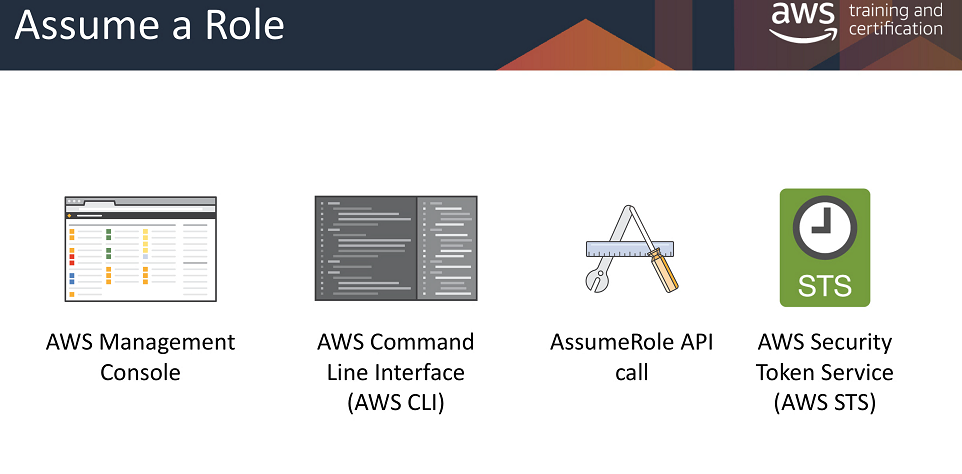 Assume a Role
aws
training and
certification
STS
AWS Management
Console
AWS Command
Line Interface
(AWS CLI)
AssumeRole API
call
AWS Security
Token Service
(AWS STS)